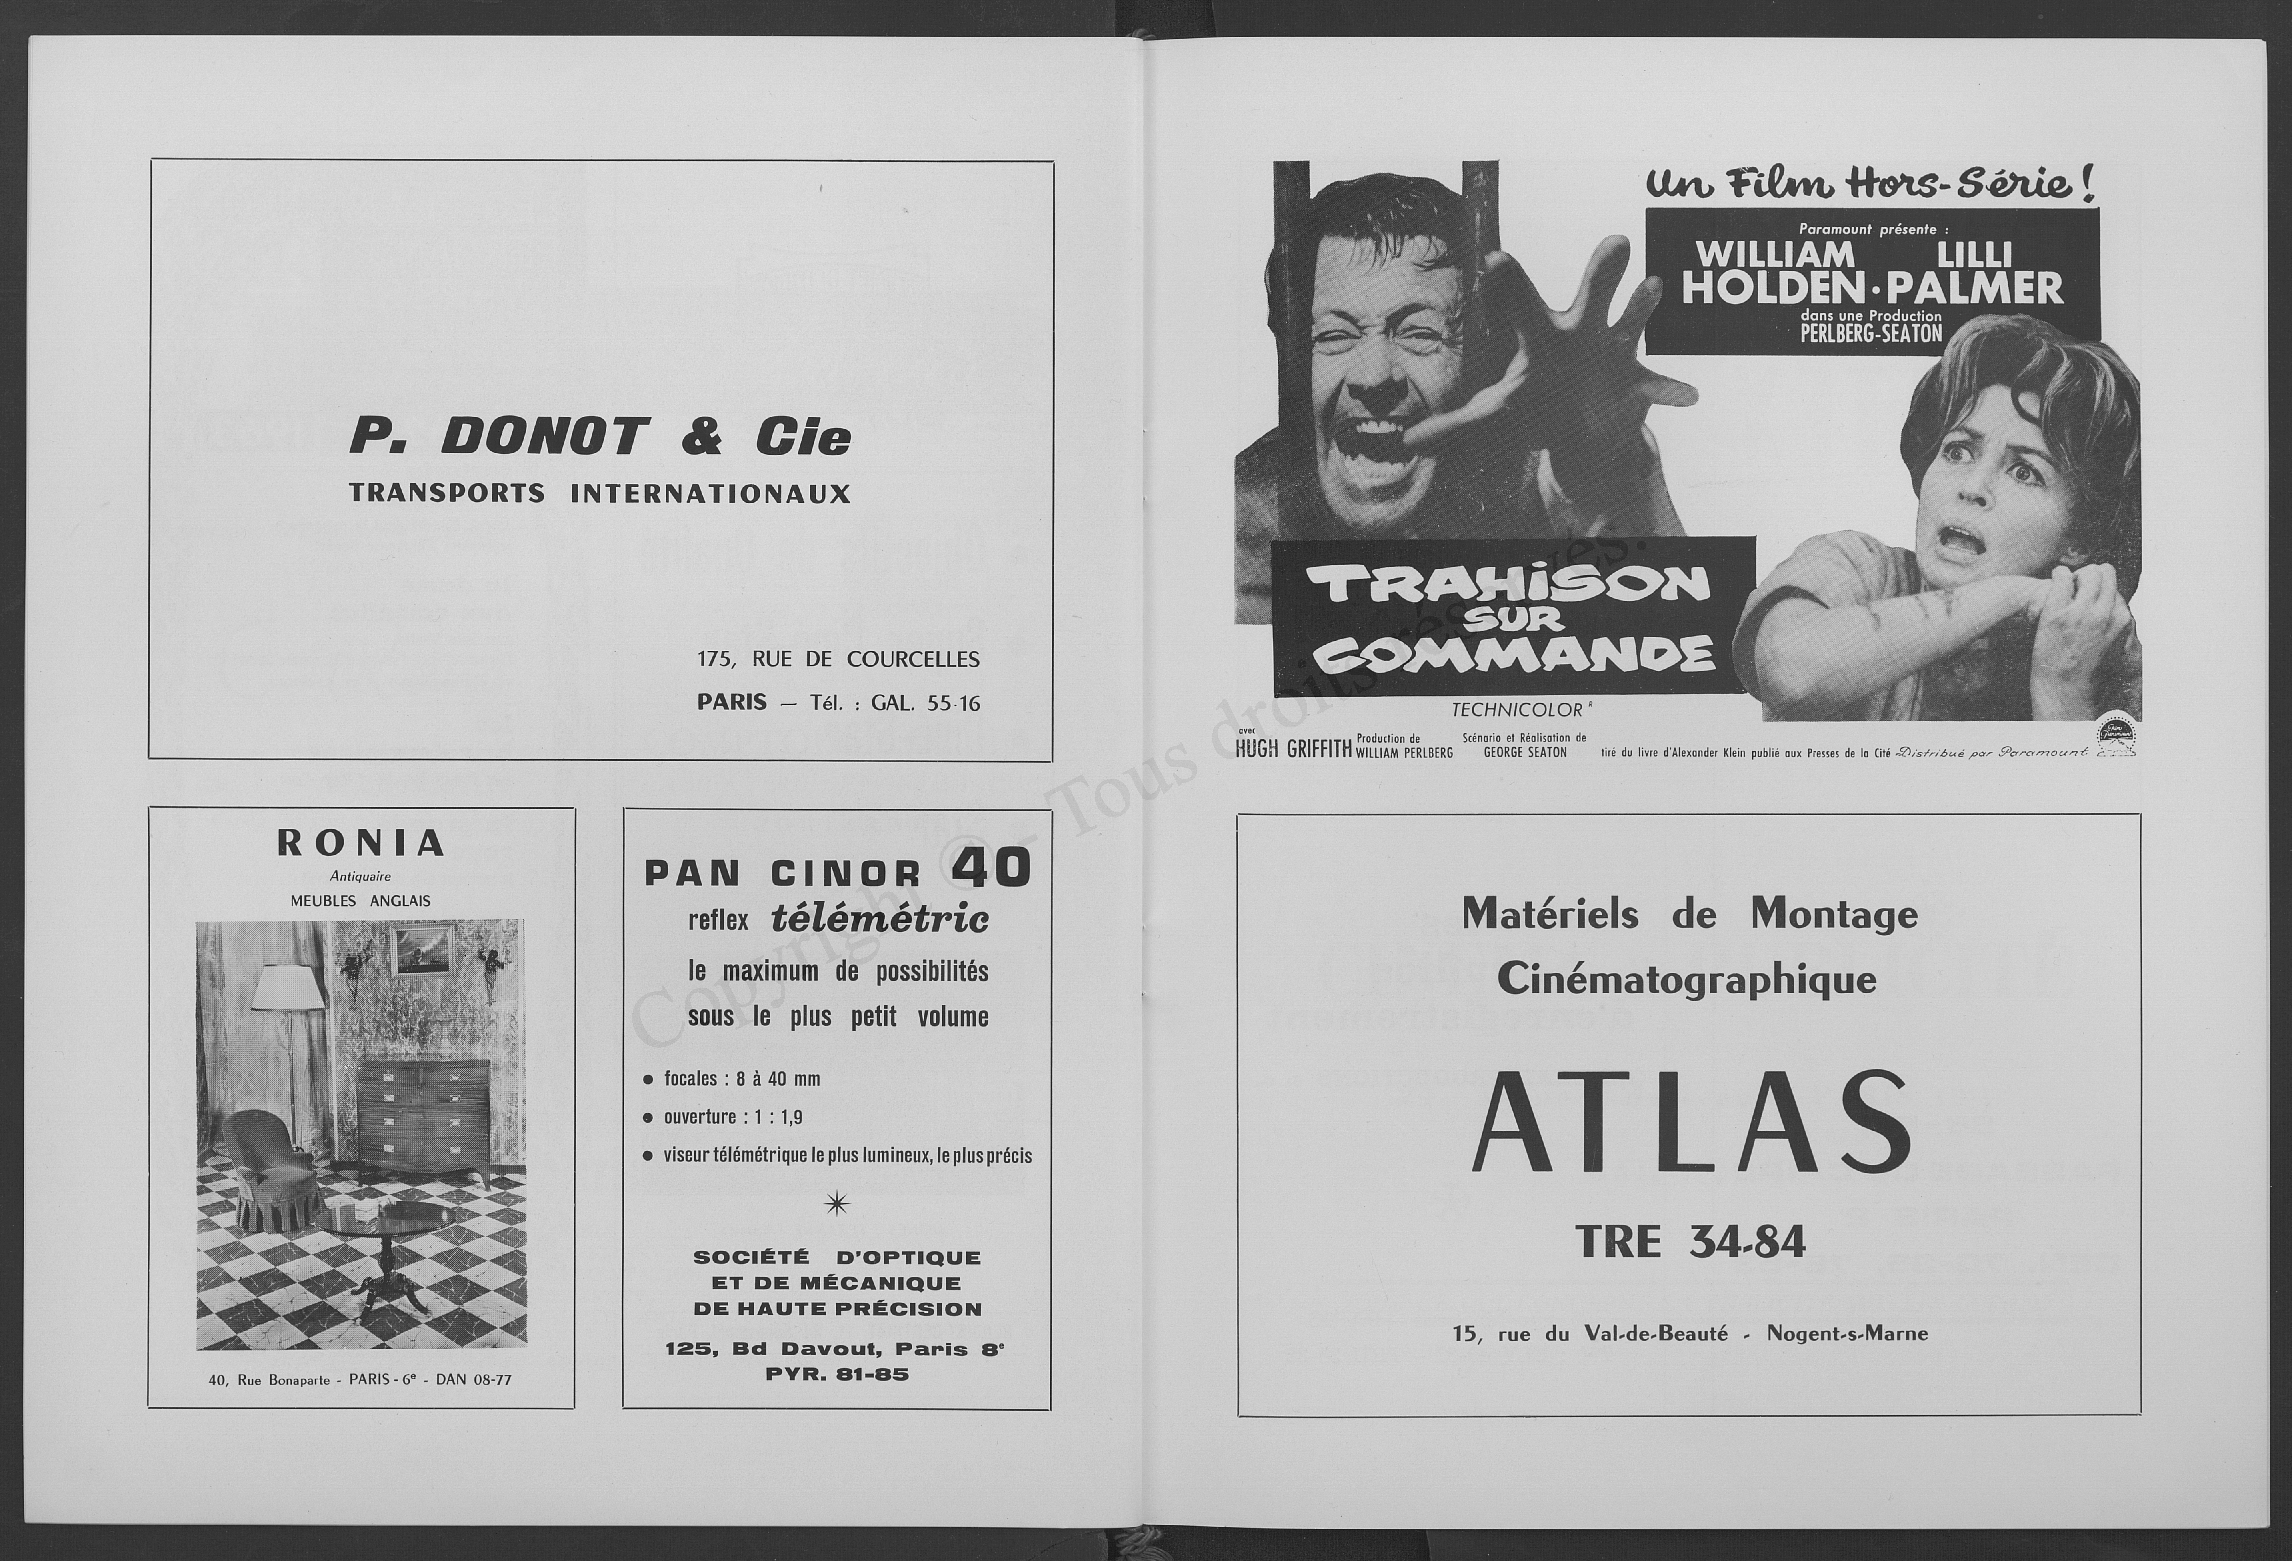 P. DONOT & Cie
TRANSPORTS INTERNATIONAUX
175, RUE DE COURCELLES
PARIS — Tél. : GAL. 55-16
RONIA
Antiquaire
MEUBLES ANGLAIS
40, Rue Bonaparte - PARIS - 6e - DAN 08-77
PAN CINOR 40
reflex télémétric
le maximum de possibilités
sous le plus petit volume
• focales : 8 à 40 mm
• ouverture : 1 : 1,9
• viseur télémétrique le plus lumineux, le plus précis
SOCIÉTÉ D'OPTIQUE
ET DE MÉCANIQUE
DE HAUTE PRÉCISION
125, Bd Davout, Paris 8e
PYR. 81-85
Un Film Hors-Série !
Paramount présente :
WILLIAM LILLI
HOLDEN · PALMER
dans une Production
PERLBERG-SEATON
TRAHiSON
SUR
COMMANDE
TECHNICOLOR R
avec
HUGH GRIFFITH
Production de
WILLIAM PERLBERG
Scénario et Réalisation de
GEORGE SEATON
tiré du livre d'Alexander Klein publié aux Presses de la Cité Distribué par Paramount
Matériels de Montage
Cinématographique
ATLAS
TRE 34-84
15, rue du Val-de-Beauté - Nogent-s-Marne
Copyright © - Tous droits réservés.